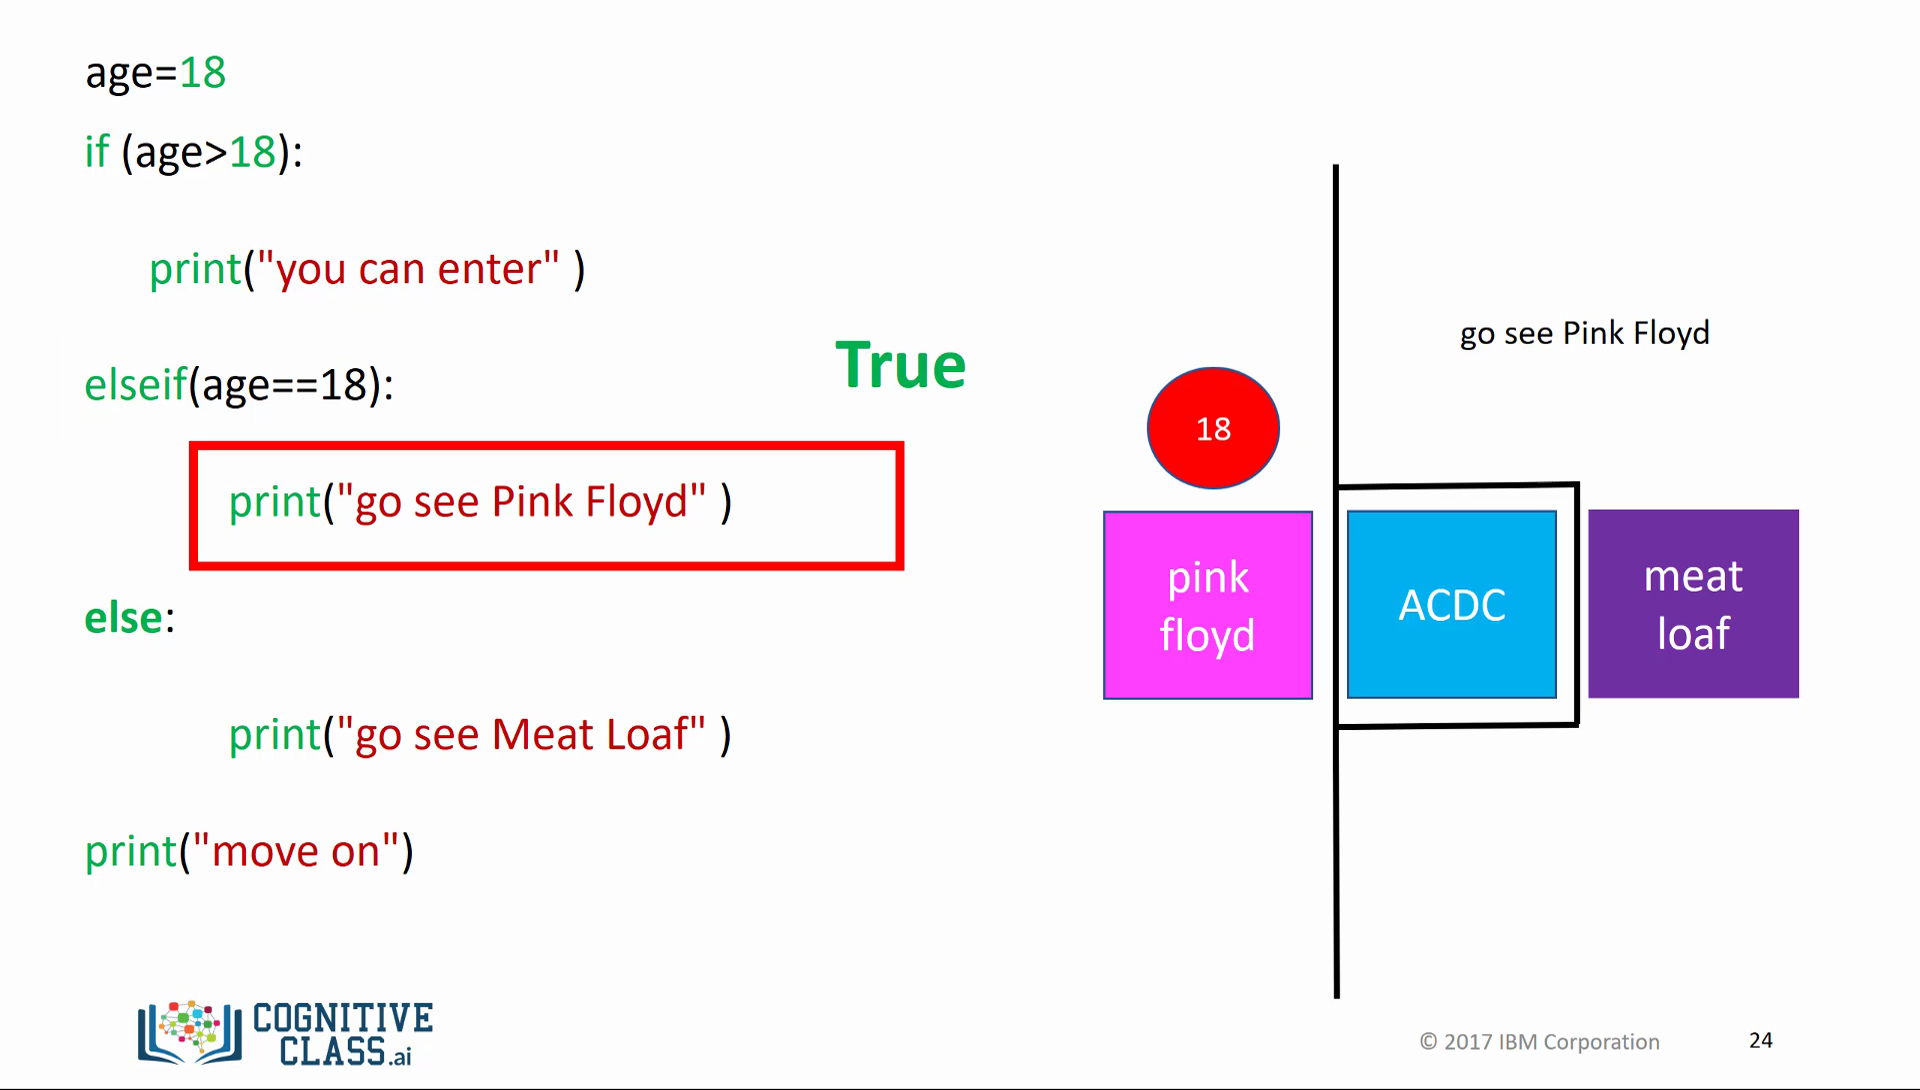 age=18
if (age>18):
print("you can enter" )
elseif(age==18):
True
print("go see Pink Floyd" )
else:
print("go see Meat Loaf" )
print("move on")
go see Pink Floyd
18
pink
floyd
ACDC
meat
loaf
COGNITIVE
CLASS.ai
© 2017 IBM Corporation
24